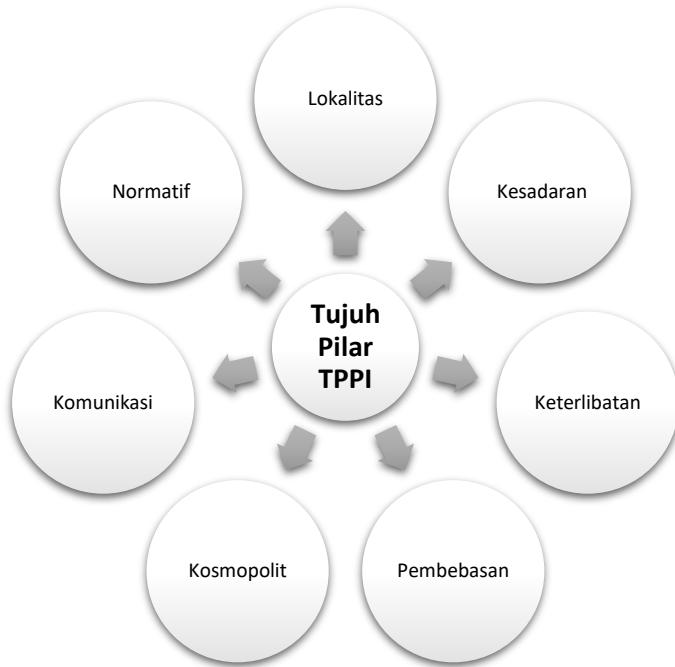 Lokalitas
Kesadaran
Keterlibatan
Pembebasan
Kosmopolit
Komunikasi
Normatif
Tujuh
Pilar
TPPI